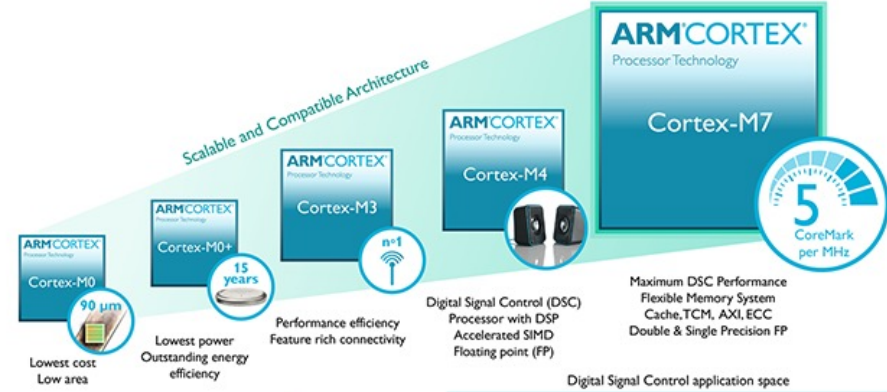 Scalable and Compatible Architecture
ARM®CORTEX®
Processor Technology
Cortex-M0
90 µm
Lowest cost
Low area
ARM®CORTEX®
Processor Technology
Cortex-M0+
15
years
Lowest power
Outstanding energy
efficiency
ARM®CORTEX®
Processor Technology
Cortex-M3
nº1
Performance efficiency
Feature rich connectivity
ARM®CORTEX®
Processor Technology
Cortex-M4
Digital Signal Control (DSC)
Processor with DSP
Accelerated SIMD
Floating point (FP)
ARM®CORTEX®
Processor Technology
Cortex-M7
5
CoreMark
per MHz
Maximum DSC Performance
Flexible Memory System
Cache, TCM, AXI, ECC
Double & Single Precision FP
Digital Signal Control application space